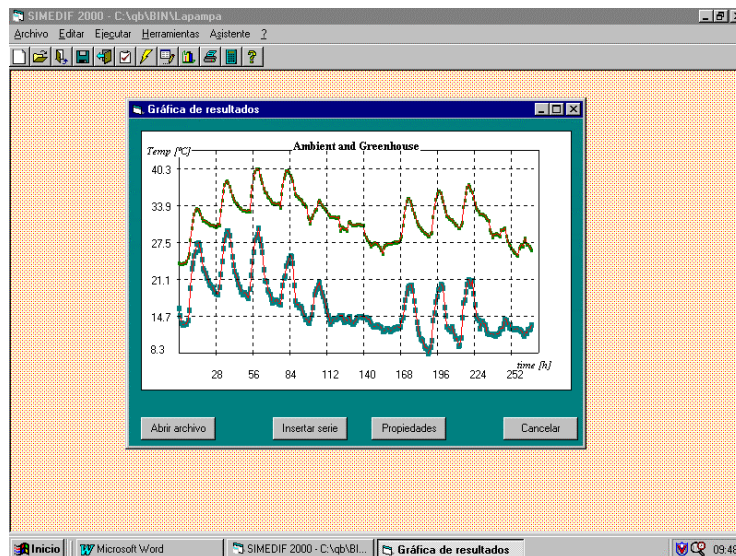 SIMEDIF 2000 - C:\qb\BIN\Lapampa
Archivo Editar Ejecutar Herramientas Asistente ?
Gráfica de resultados
Ambient and Greenhouse
Temp [ºC]
40.3
33.9
27.5
21.1
14.7
8.3
time [h]
28 56 84 112 140 168 196 224 252
Abrir archivo Insertar serie Propiedades Cancelar
Inicio Microsoft Word SIMEDIF 2000 - C:\qb\BI... Gráfica de resultados 09:48